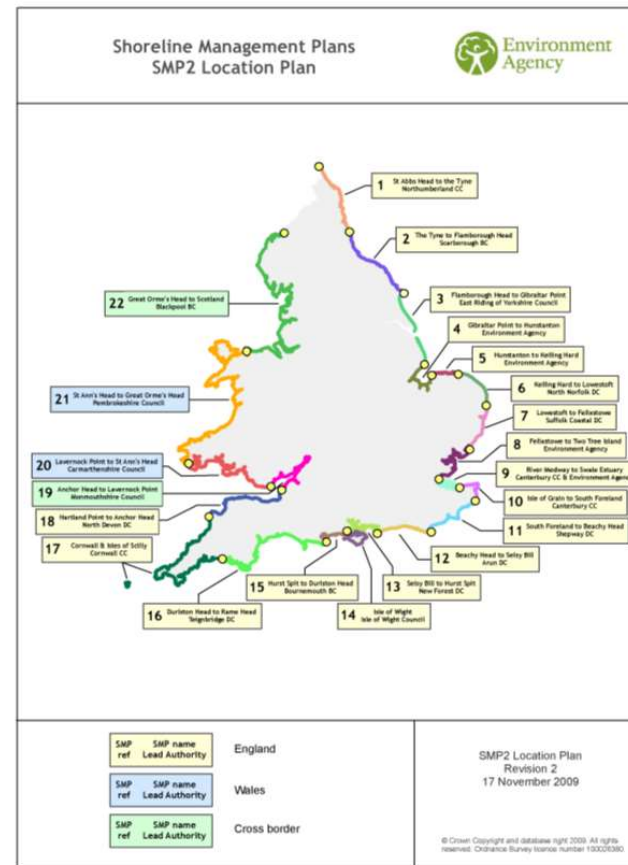 Shoreline Management Plans
SMP2 Location Plan
Environment
Agency
1 St Abbs Head to the Tyne
Northumberland CC
2 The Tyne to Flamborough Head
Scarborough BC
3 Flamborough Head to Gibraltar Point
East Riding of Yorkshire Council
4 Gibraltar Point to Hunstanton
Environment Agency
5 Hunstanton to Kelling Hard
Environment Agency
6 Kelling Hard to Lowestoft
North Norfolk DC
7 Lowestoft to Felixstowe
Suffolk Coastal DC
8 Felixstowe to Two Tree Island
Environment Agency
9 River Medway to Swale Estuary
Canterbury CC & Environment Agency
10 Isle of Grain to South Foreland
Canterbury CC
11 South Foreland to Beachy Head
Shepway DC
12 Beachy Head to Selsy Bill
Arun DC
13 Selsy Bill to Hurst Spit
New Forest DC
14 Isle of Wight
Isle of Wight Council
15 Hurst Spit to Durlston Head
Bournemouth BC
16 Durlston Head to Rame Head
Teignbridge DC
17 Cornwall & Isles of Scilly
Cornwall CC
18 Hartland Point to Anchor Head
North Devon DC
19 Anchor Head to Lavernock Point
Monmouthshire Council
20 Lavernock Point to St Ann's Head
Carmarthenshire Council
21 St Ann's Head to Great Orme's Head
Pembrokeshire Council
22 Great Orme's Head to Scotland
Blackpool BC
SMP SMP name
ref Lead Authority
England
SMP SMP name
ref Lead Authority
Wales
SMP SMP name
ref Lead Authority
Cross border
SMP2 Location Plan
Revision 2
17 November 2009
© Crown Copyright and database right 2009. All rights
reserved. Ordnance Survey licence number 100026380.